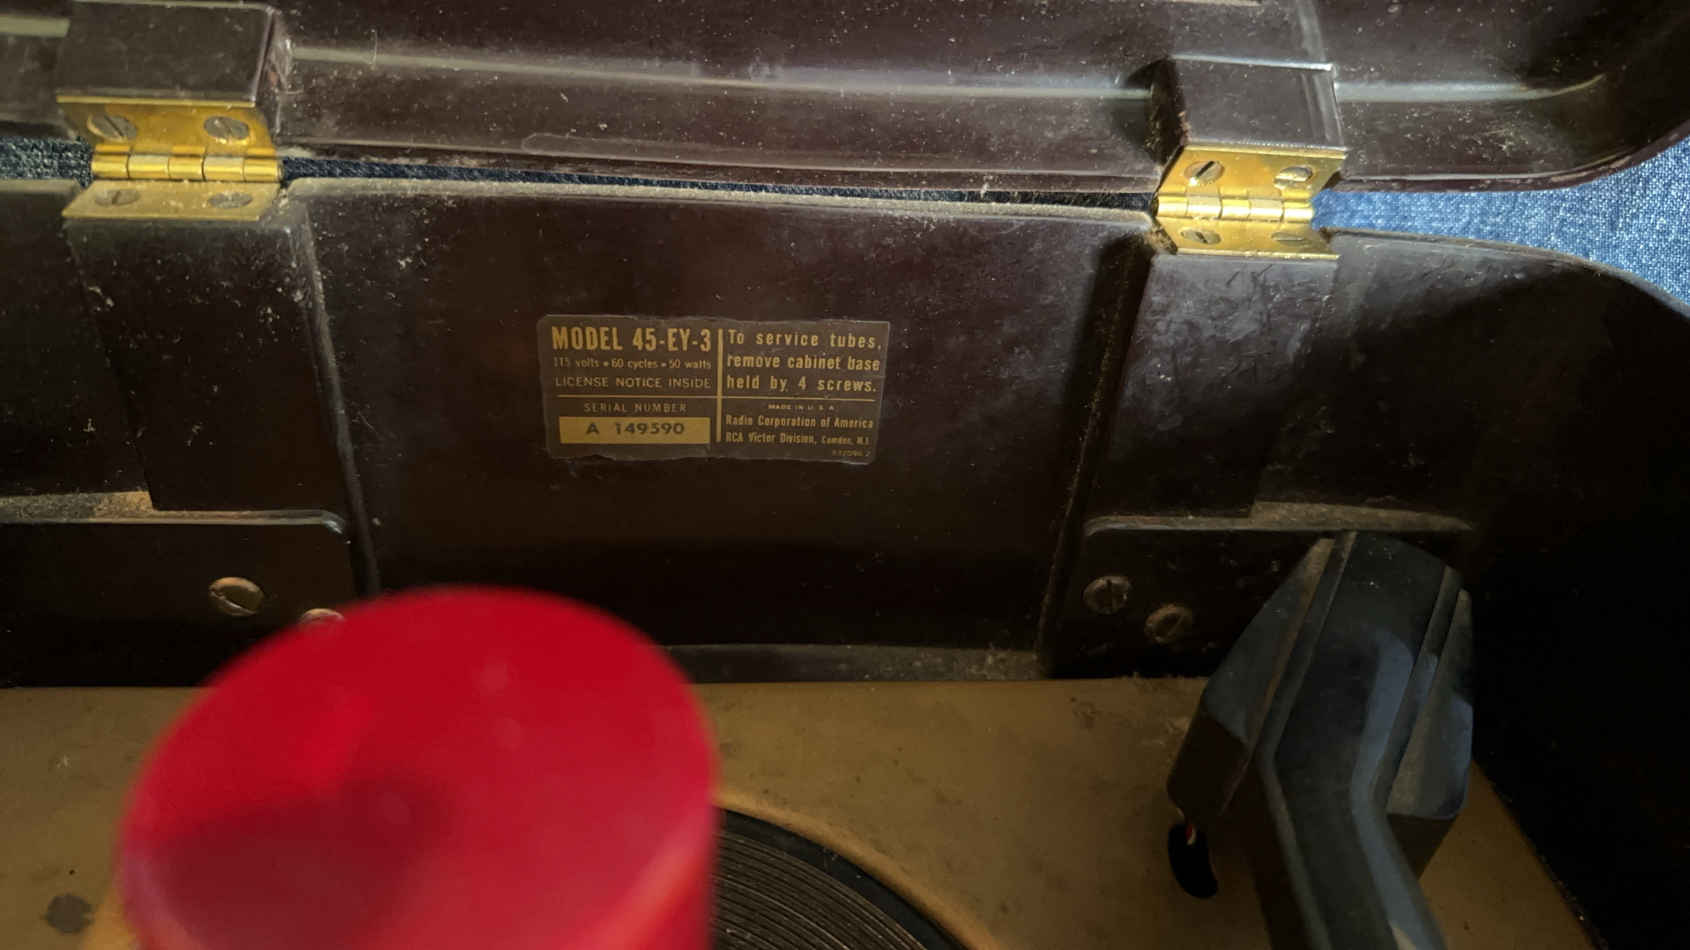 MODEL 45-EY-3
115 volts • 60 cycles • 50 watts
LICENSE NOTICE INSIDE
SERIAL NUMBER
A 149590
To service tubes,
remove cabinet base
held by 4 screws.
MADE IN U. S. A.
Radio Corporation of America
RCA Victor Division, Camden, N.J.